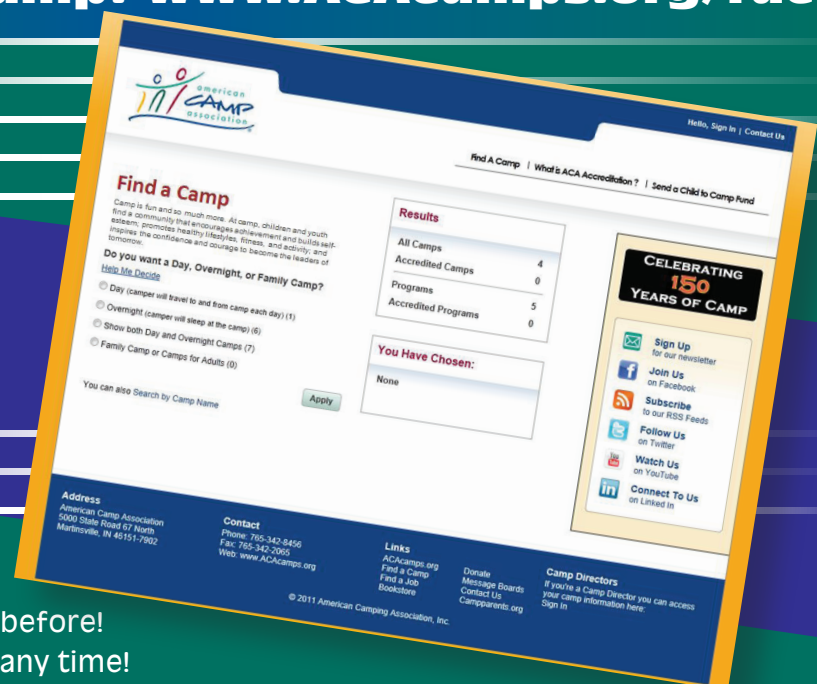 www.ACAcamps.org/
Hello, Sign In | Contact Us
american
CAMP
association
Find A Camp | What is ACA Accreditation ? | Send a Child to Camp Fund
Find a Camp
Camp is fun and so much more. At camp, children and youth
find a community that encourages achievement and builds self-
esteem; promotes healthy lifestyles, fitness, and activity; and
inspires the confidence and courage to become the leaders of
tomorrow.
Do you want a Day, Overnight, or Family Camp?
Help Me Decide
Day (camper will travel to and from camp each day) (1)
Overnight (camper will sleep at the camp) (6)
Show both Day and Overnight Camps (7)
Family Camp or Camps for Adults (0)
You can also Search by Camp Name
Apply
Results
All Camps 4
Accredited Camps 0
Programs 5
Accredited Programs 0
You Have Chosen:
None
CELEBRATING
150
YEARS OF CAMP
Sign Up
for our newsletter
Join Us
on Facebook
Subscribe
to our RSS Feeds
Follow Us
on Twitter
Watch Us
on YouTube
Connect To Us
on Linked In
Address
American Camp Association
5000 State Road 67 North
Martinsville, IN 46151-7902
Contact
Phone: 765-342-8456
Fax: 765-342-2065
Web: www.ACAcamps.org
Links
ACAcamps.org
Find a Camp
Find a Job
Bookstore
Donate
Message Boards
Contact Us
Campparents.org
Camp Directors
If you're a Camp Director you can access
your camp information here:
Sign In
© 2011 American Camping Association, Inc.
before!
any time!